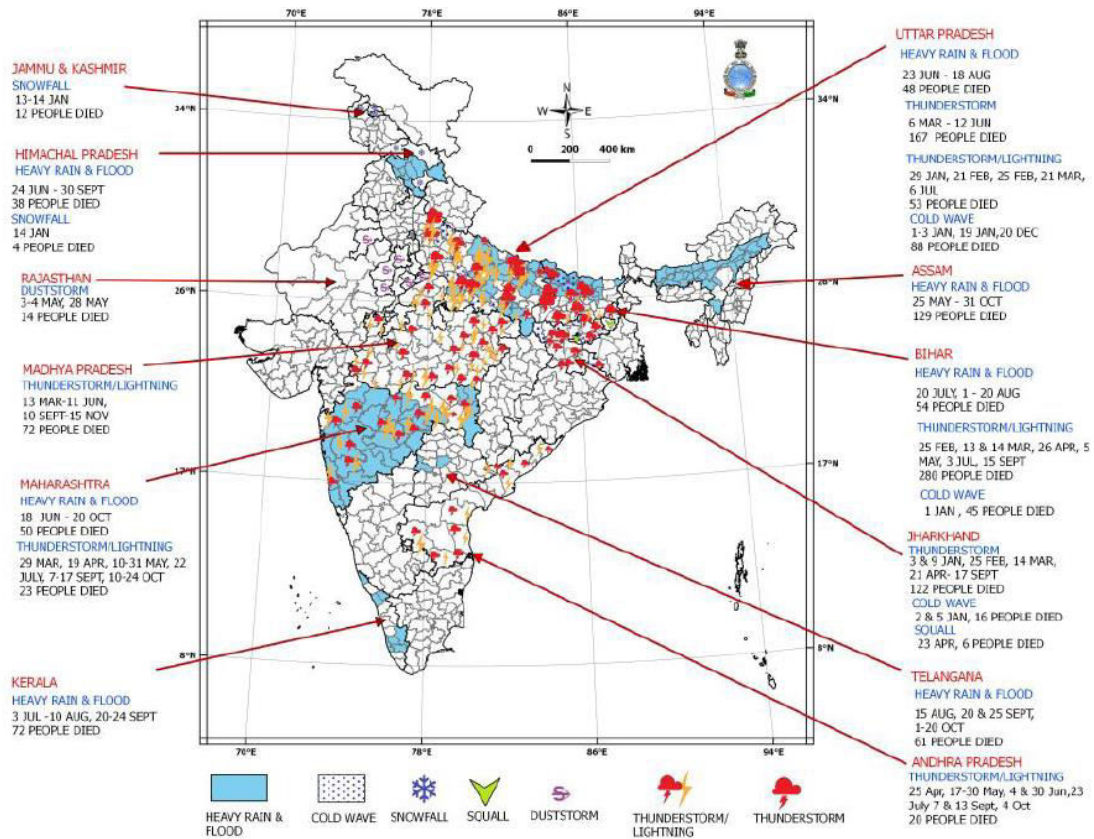 70°E
78°E
86°E
94°E
JAMMU & KASHMIR
SNOWFALL
13-14 JAN
12 PEOPLE DIED
HIMACHAL PRADESH
HEAVY RAIN & FLOOD
24 JUN - 30 SEPT
38 PEOPLE DIED
SNOWFALL
14 JAN
4 PEOPLE DIED
RAJASTHAN
DUSTSTORM
3-4 MAY, 28 MAY
14 PEOPLE DIED
MADHYA PRADESH
THUNDERSTORM/LIGHTNING
13 MAR-11 JUN,
10 SEPT-15 NOV
72 PEOPLE DIED
MAHARASHTRA
HEAVY RAIN & FLOOD
18 JUN - 20 OCT
50 PEOPLE DIED
THUNDERSTORM/LIGHTNING
29 MAR, 19 APR, 10-31 MAY, 22
JULY, 7-17 SEPT, 10-24 OCT
23 PEOPLE DIED
KERALA
HEAVY RAIN & FLOOD
3 JUL -10 AUG, 20-24 SEPT
72 PEOPLE DIED
34°N
26°N
17°N
8°N
N
W E
S
0 200 400 km
34°N
26°N
17°N
8°N
UTTAR PRADESH
HEAVY RAIN & FLOOD
23 JUN - 18 AUG
48 PEOPLE DIED
THUNDERSTORM
6 MAR - 12 JUN
167 PEOPLE DIED
THUNDERSTORM/LIGHTNING
29 JAN, 21 FEB, 25 FEB, 21 MAR,
6 JUL
53 PEOPLE DIED
COLD WAVE
1-3 JAN, 19 JAN,20 DEC
88 PEOPLE DIED
ASSAM
HEAVY RAIN & FLOOD
25 MAY - 31 OCT
129 PEOPLE DIED
BIHAR
HEAVY RAIN & FLOOD
20 JULY, 1 - 20 AUG
54 PEOPLE DIED
THUNDERSTORM/LIGHTNING
25 FEB, 13 & 14 MAR, 26 APR, 5
MAY, 3 JUL, 15 SEPT
280 PEOPLE DIED
COLD WAVE
1 JAN , 45 PEOPLE DIED
JHARKHAND
THUNDERSTORM
3 & 9 JAN, 25 FEB, 14 MAR,
21 APR- 17 SEPT
122 PEOPLE DIED
COLD WAVE
2 & 5 JAN, 16 PEOPLE DIED
SQUALL
23 APR, 6 PEOPLE DIED
TELANGANA
HEAVY RAIN & FLOOD
15 AUG, 20 & 25 SEPT,
1-20 OCT
61 PEOPLE DIED
ANDHRA PRADESH
THUNDERSTORM/LIGHTNING
25 Apr, 17-30 May, 4 & 30 Jun,23
July 7 & 13 Sept, 4 Oct
20 PEOPLE DIED
70°E
78°E
86°E
94°E
HEAVY RAIN &
FLOOD
COLD WAVE
SNOWFALL
SQUALL
DUSTSTORM
THUNDERSTORM/
LIGHTNING
THUNDERSTORM